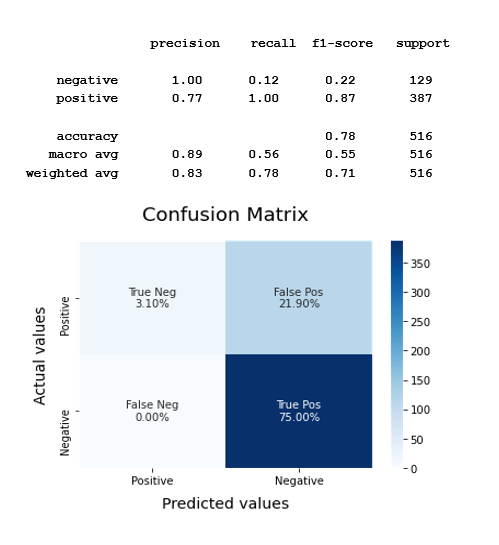 precision recall f1-score support
negative 1.00 0.12 0.22 129
positive 0.77 1.00 0.87 387
accuracy 0.78 516
macro avg 0.89 0.56 0.55 516
weighted avg 0.83 0.78 0.71 516
Confusion Matrix
Actual values
Positive
Negative
True Neg
3.10%
False Pos
21.90%
False Neg
0.00%
True Pos
75.00%
350
300
250
200
150
100
50
0
Positive Negative
Predicted values